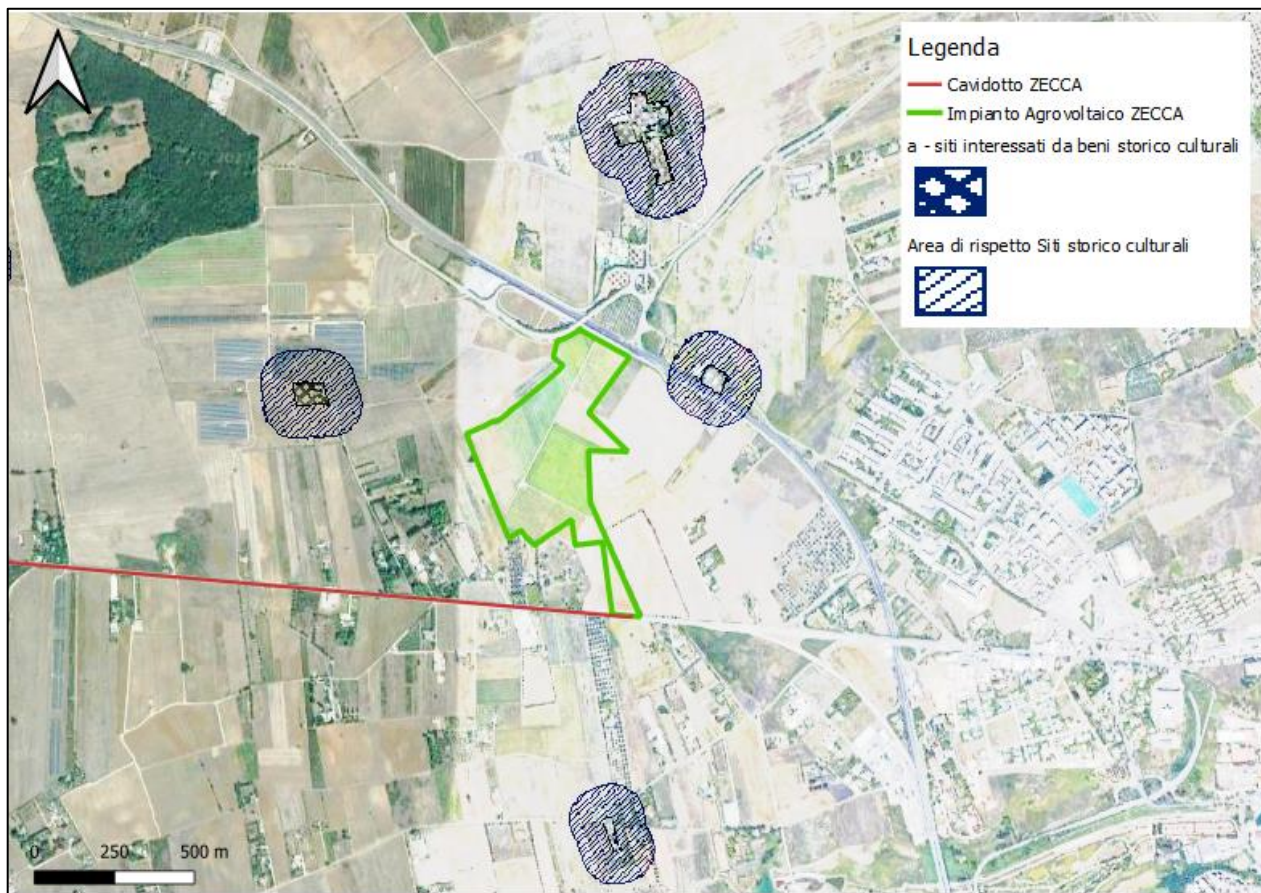 Legenda
Cavidotto ZECCA
Impianto Agrovoltaico ZECCA
a - siti interessati da beni storico culturali
Area di rispetto Siti storico culturali
0 250 500 m